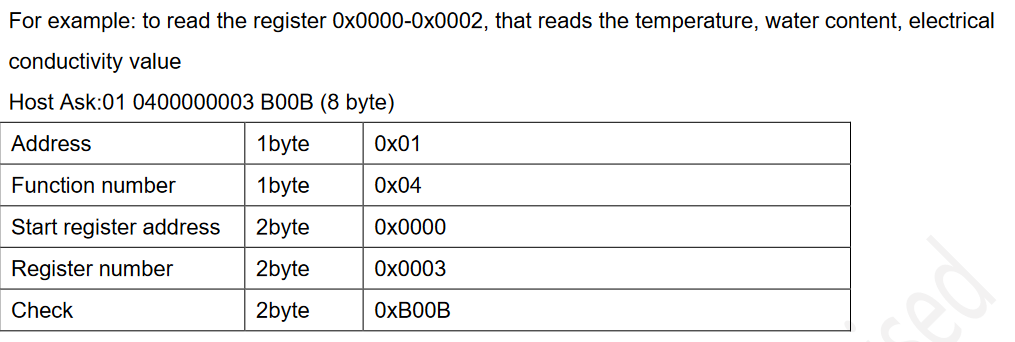 For example: to read the register 0x0000-0x0002, that reads the temperature, water content, electrical
conductivity value
Host Ask:01 0400000003 B00B (8 byte)
Address 1byte 0x01
Function number 1byte 0x04
Start register address 2byte 0x0000
Register number 2byte 0x0003
Check 2byte 0xB00B